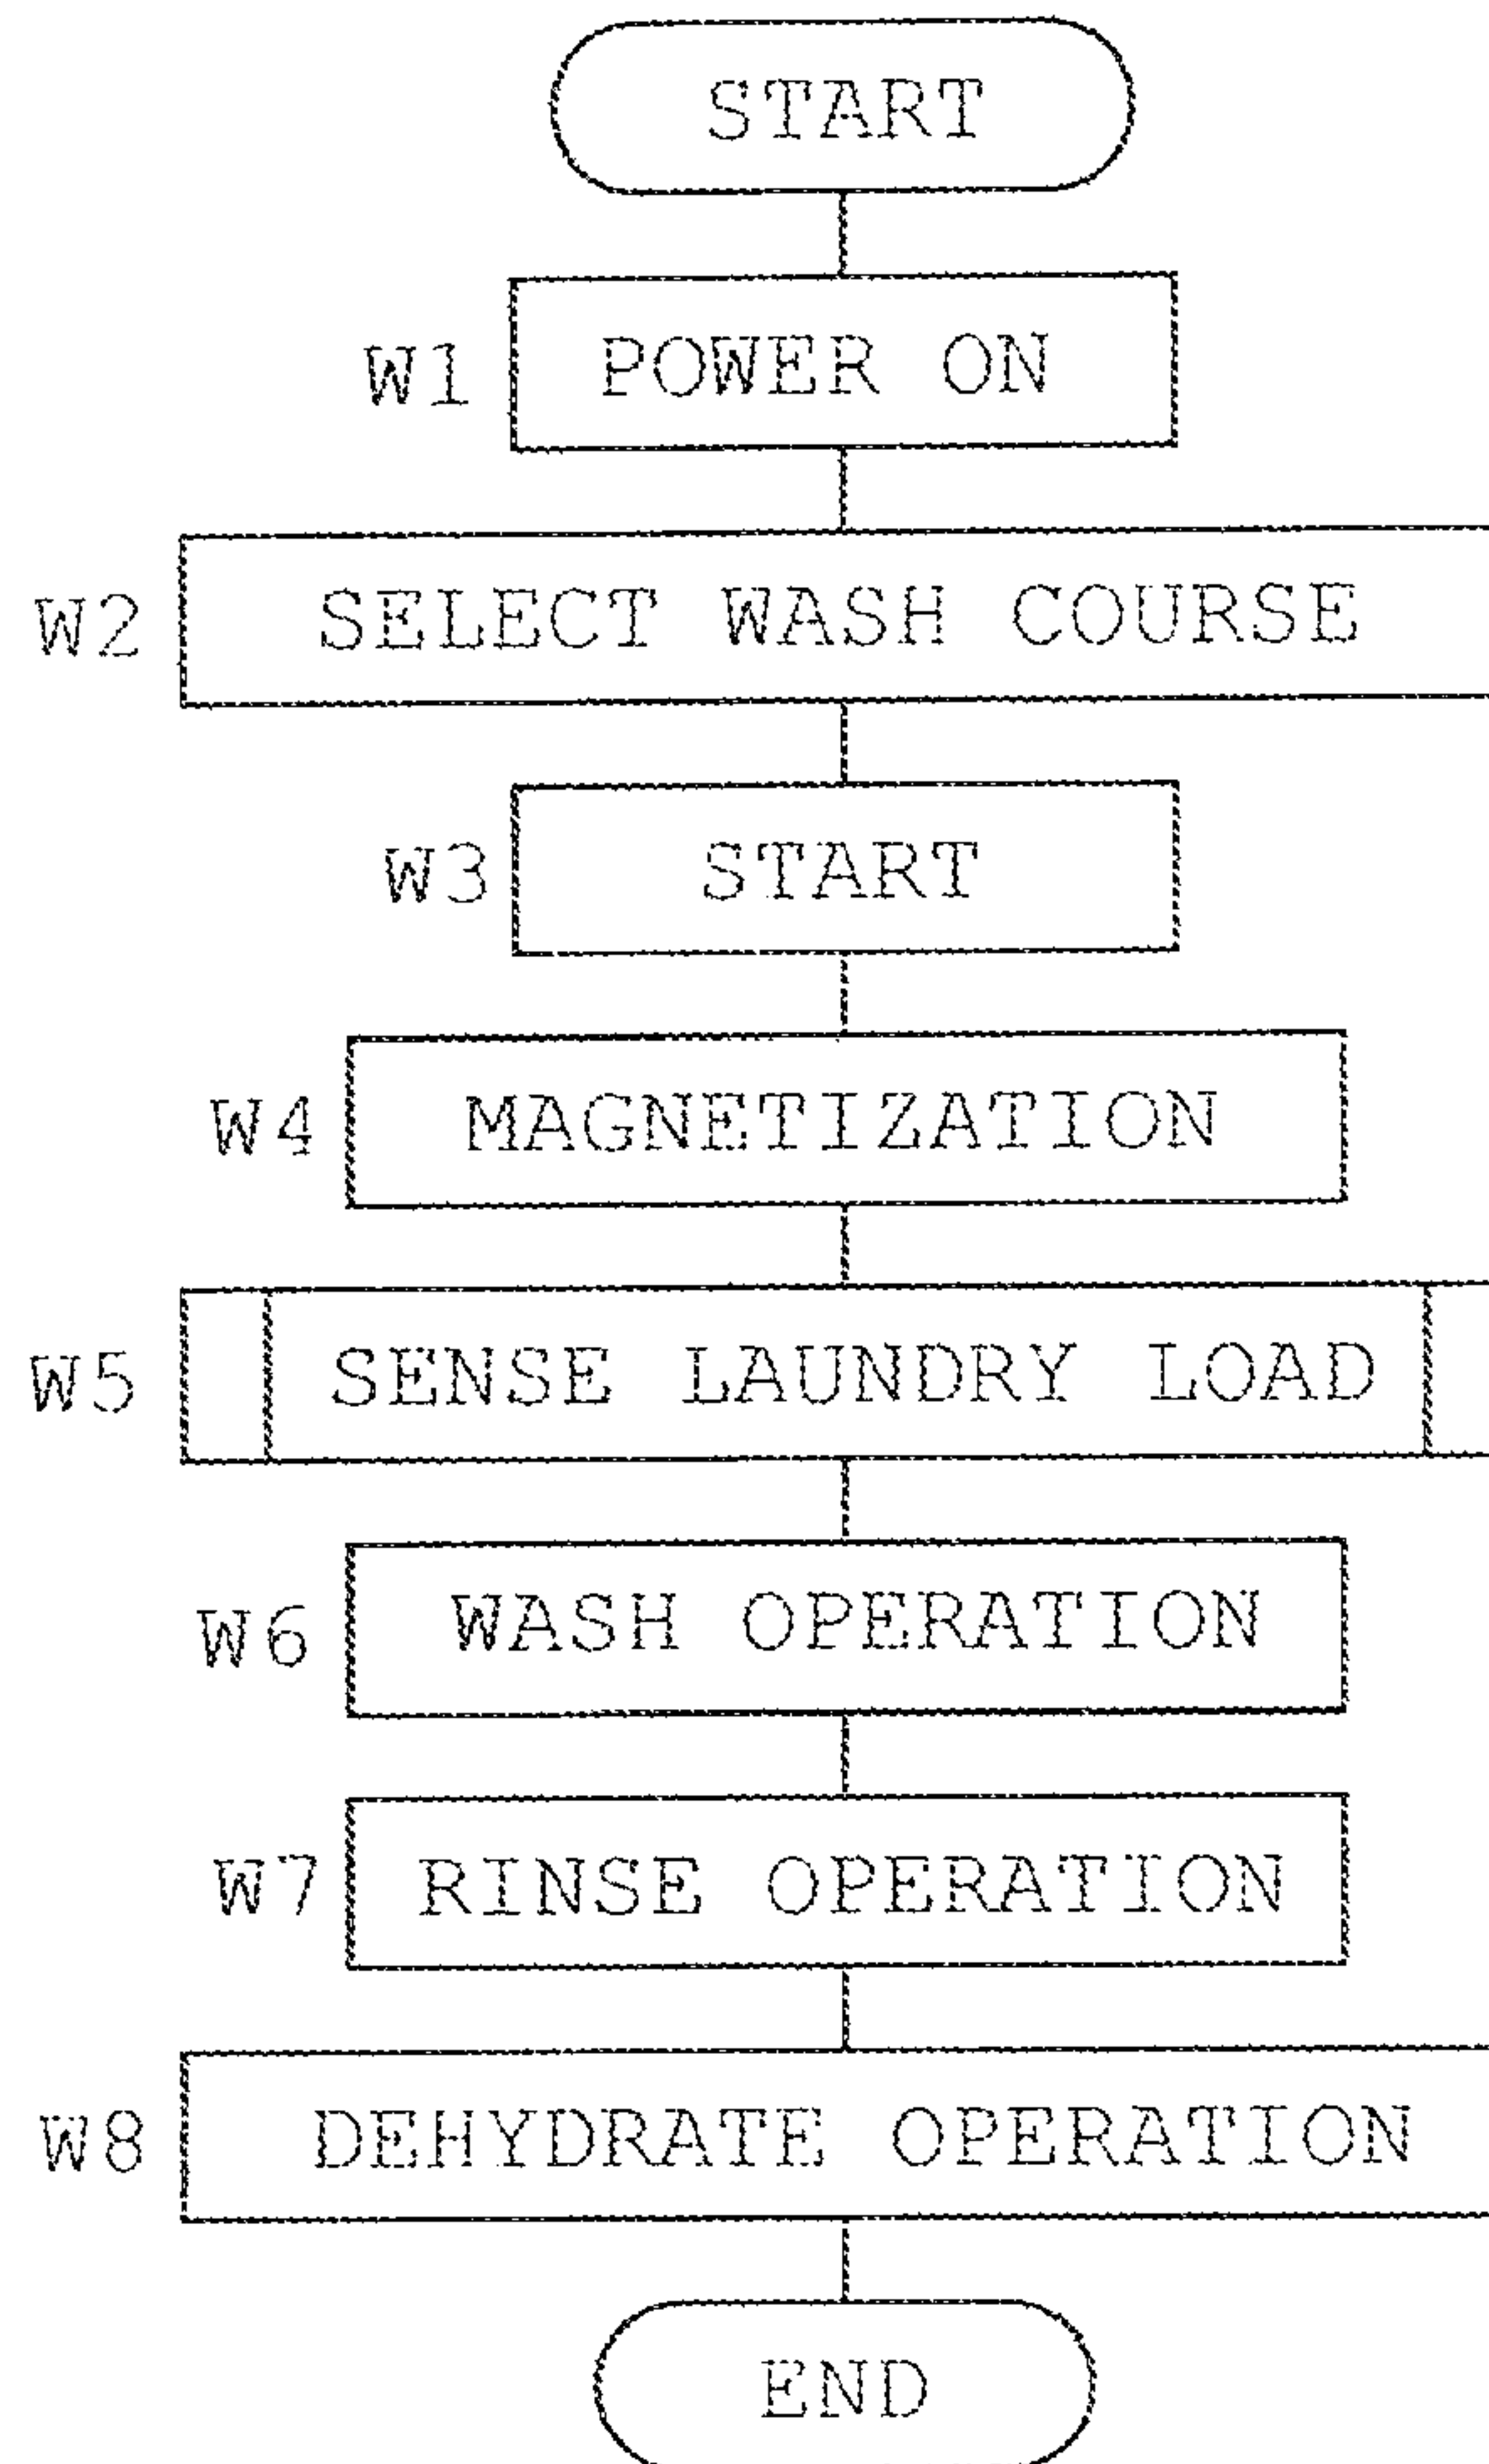 START
W1 POWER ON
W2 SELECT WASH COURSE
W3 START
W4 MAGNETIZATION
W5 SENSE LAUNDRY LOAD
W6 WASH OPERATION
W7 RINSE OPERATION
W8 DEHYDRATE OPERATION
END